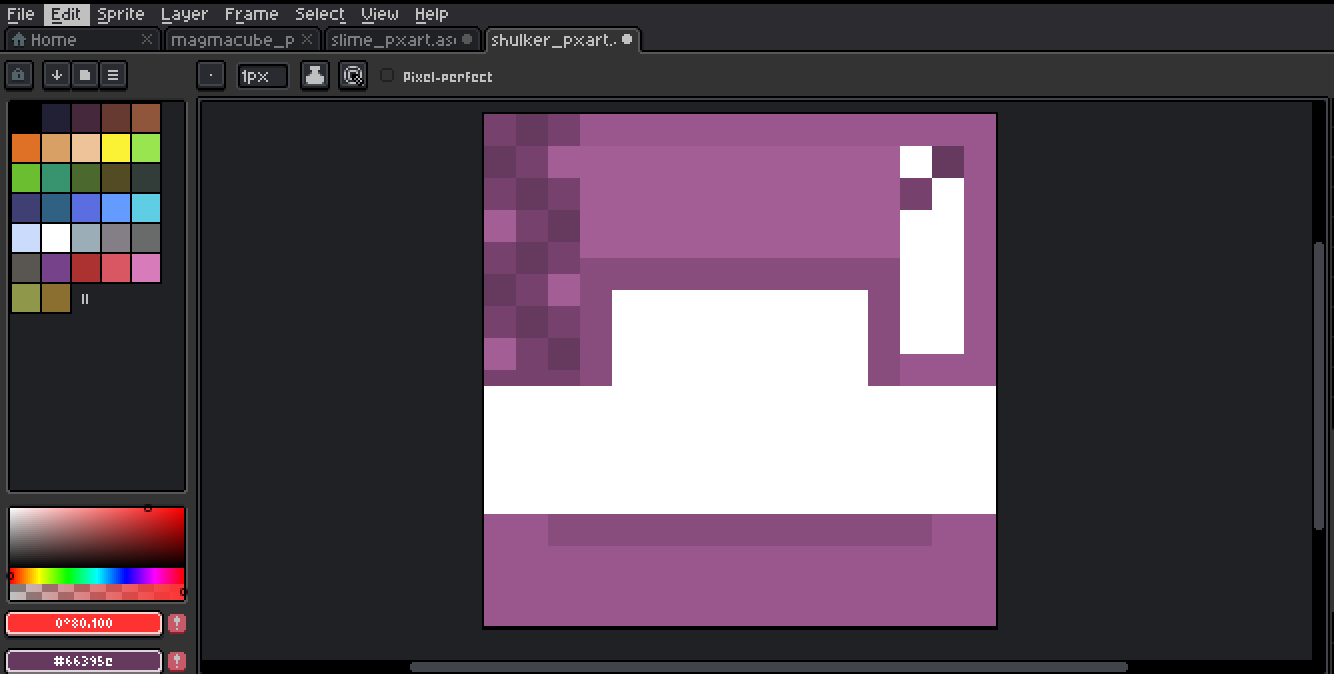 File Edit Sprite Layer Frame Select View Help
Home magmacube_p slime_pxart.as shulker_pxart.
1px Pixel-perfect
0°80.100
#66395c